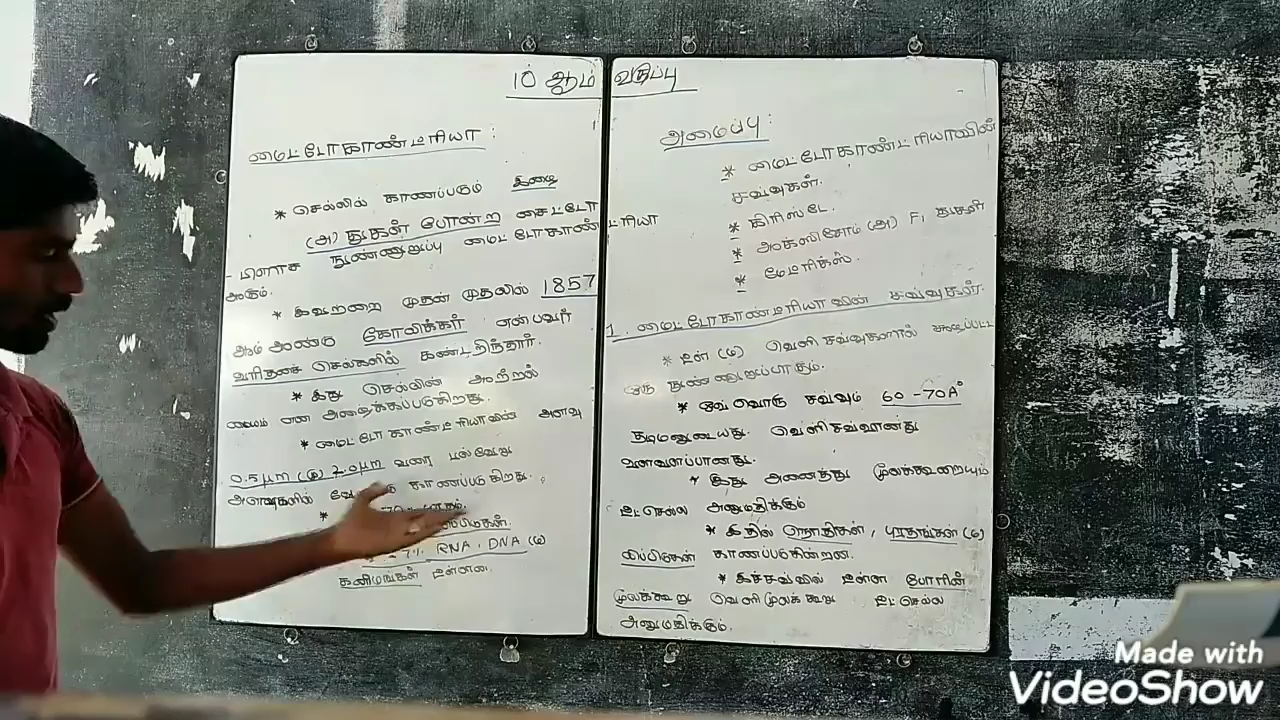 10 ஆம் வகுப்பு
மைட்டோகாண்ட்ரியா :
* செல்லில் காணப்படும் இழை
(அ) துகள் போன்ற சைட்டோ
- பிளாச நுண்ணுறுப்பு மைட்டோகாண்ட்ரியா
ஆகும்.
* இவற்றை முதன் முதலில் 1857
ஆம் ஆண்டு கோலிக்கர் என்பவர்
வரிதசை செல்களில் கண்டறிந்தார்.
* இது செல்லின் ஆற்றல்
மையம் என அழைக்கப்படுகிறது.
* மைட்டோகாண்ட்ரியாவின் அளவு
0.5μm (மு) 2.0μm வரை பல்வேறு
அளவுகளில் காணப்படுகிறது.
*
RNA, DNA (ம)
கனிமங்கள் உள்ளன.
அமைப்பு :
* மைட்டோகாண்ட்ரியாவின்
சவ்வுகள்.
* கிரிஸ்டே.
* ஆக்ஸிசோம் (அ) F₁ துகள்
* மேட்ரிக்ஸ்.
1. மைட்டோகாண்ட்ரியாவின் சவ்வுகள்:
* உள் (ம) வெளி சவ்வுகளால் சூழப்பட்ட
ஒரு நுண்ணுறுப்பாகும்.
* ஒவ்வொரு சவ்வும் 60 - 70A°
தடிமனுடையது. வெளிசவ்வானது
வளவளப்பானது.
* இது அனைத்து மூலக்கூறையும்
உட்செல்ல அனுமதிக்கும்
* இதில் நொதிகள், புரதங்கள் (ம)
லிப்பிடுகள் காணப்படுகின்றன.
* இச்சவ்வில் உள்ள போரின்
மூலக்கூறு வெளிமூலக்கூறு உட்செல்ல
அனுமதிக்கும்.
Made with
VideoShow